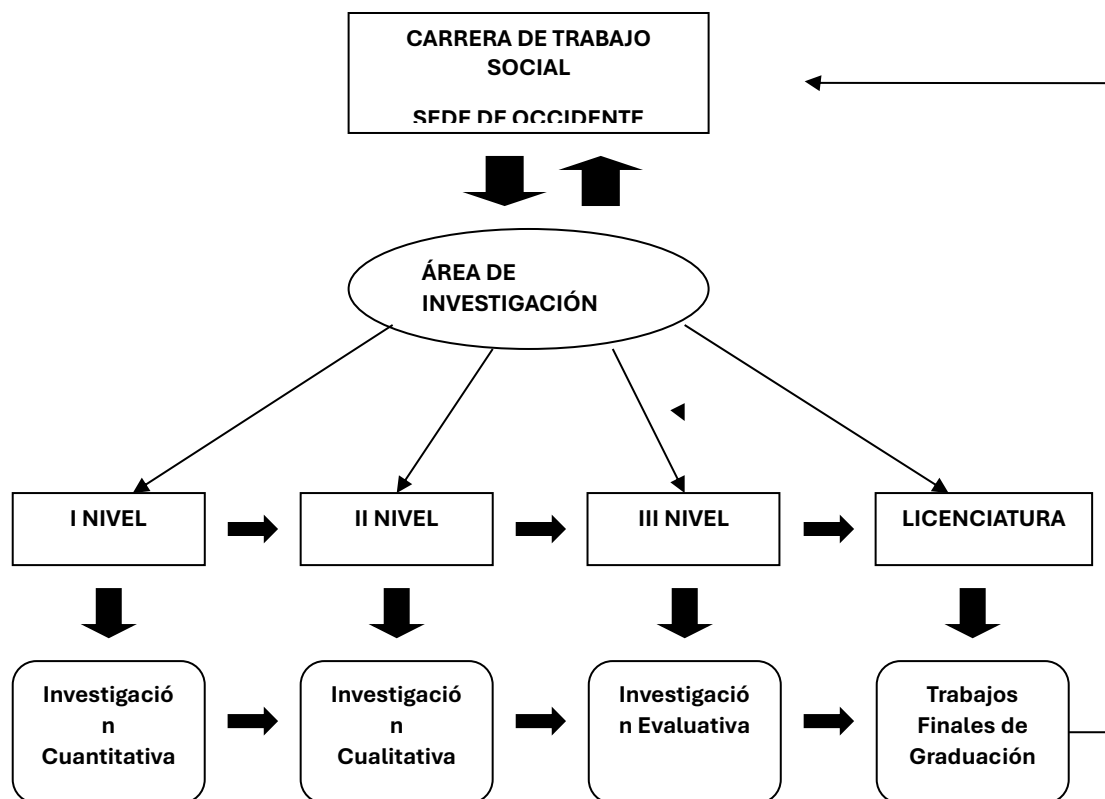 CARRERA DE TRABAJO
SOCIAL
SEDE DE OCCIDENTE
ÁREA DE
INVESTIGACIÓN
I NIVEL
II NIVEL
III NIVEL
LICENCIATURA
Investigació
n
Cuantitativa
Investigació
n
Cualitativa
Investigació
n Evaluativa
Trabajos
Finales de
Graduación